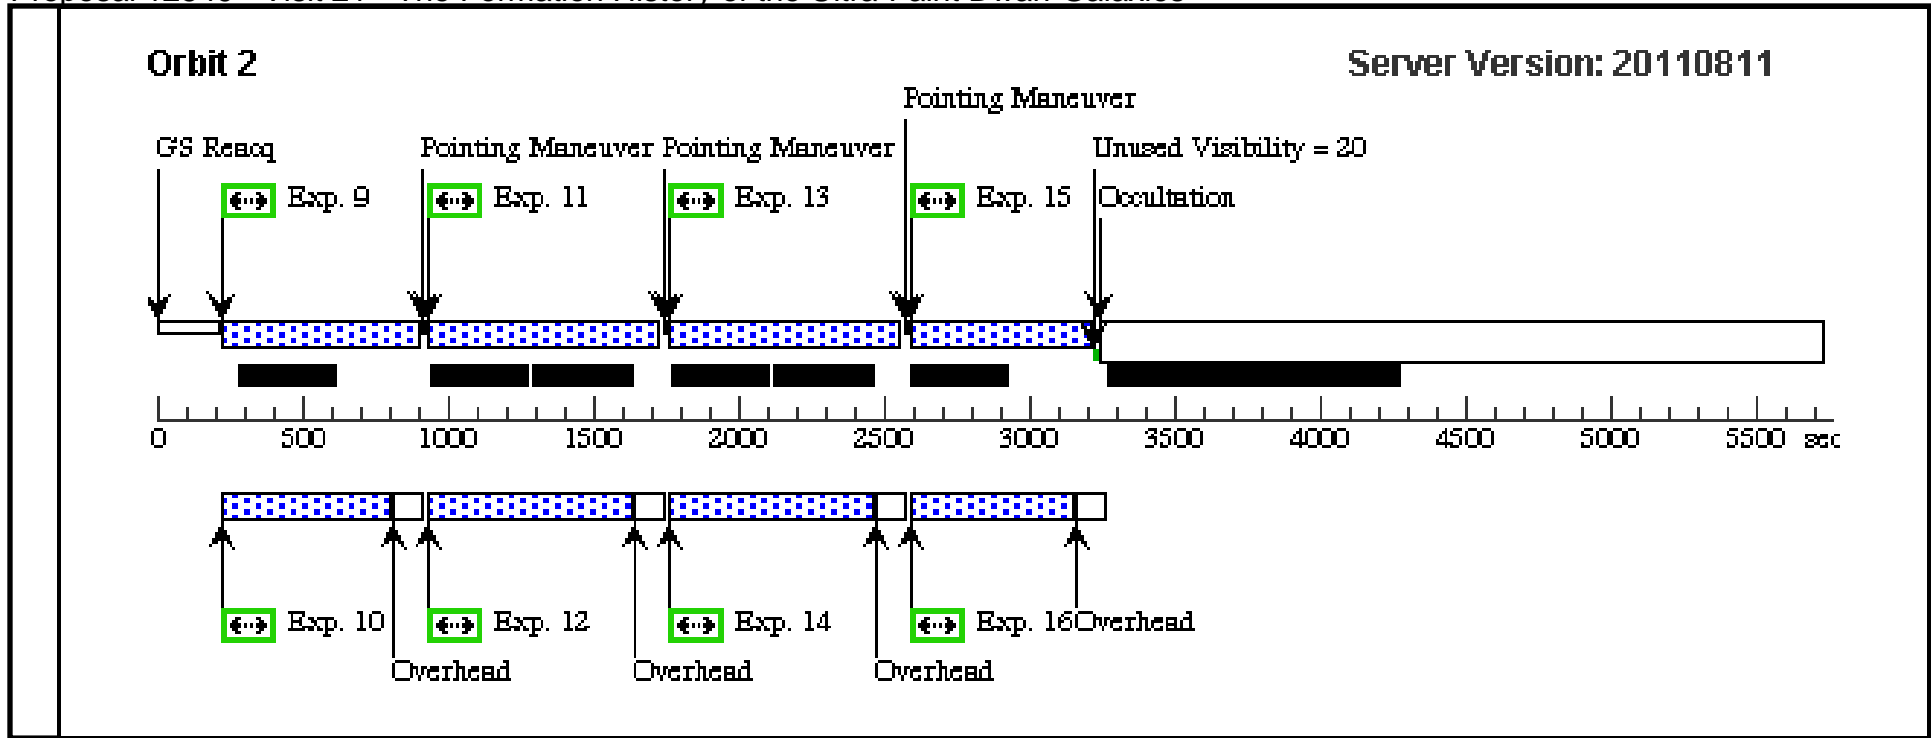 Orbit 2
Server Version: 20110811
Pointing Maneuver
GS Reacq
Pointing Maneuver
Pointing Maneuver
Unused Visibility = 20
Exp. 9
Exp. 11
Exp. 13
Exp. 15
Occultation
0
500
1000
1500
2000
2500
3000
3500
4000
4500
5000
5500
sec
Exp. 10
Exp. 12
Exp. 14
Exp. 16
Overhead
Overhead
Overhead
Overhead